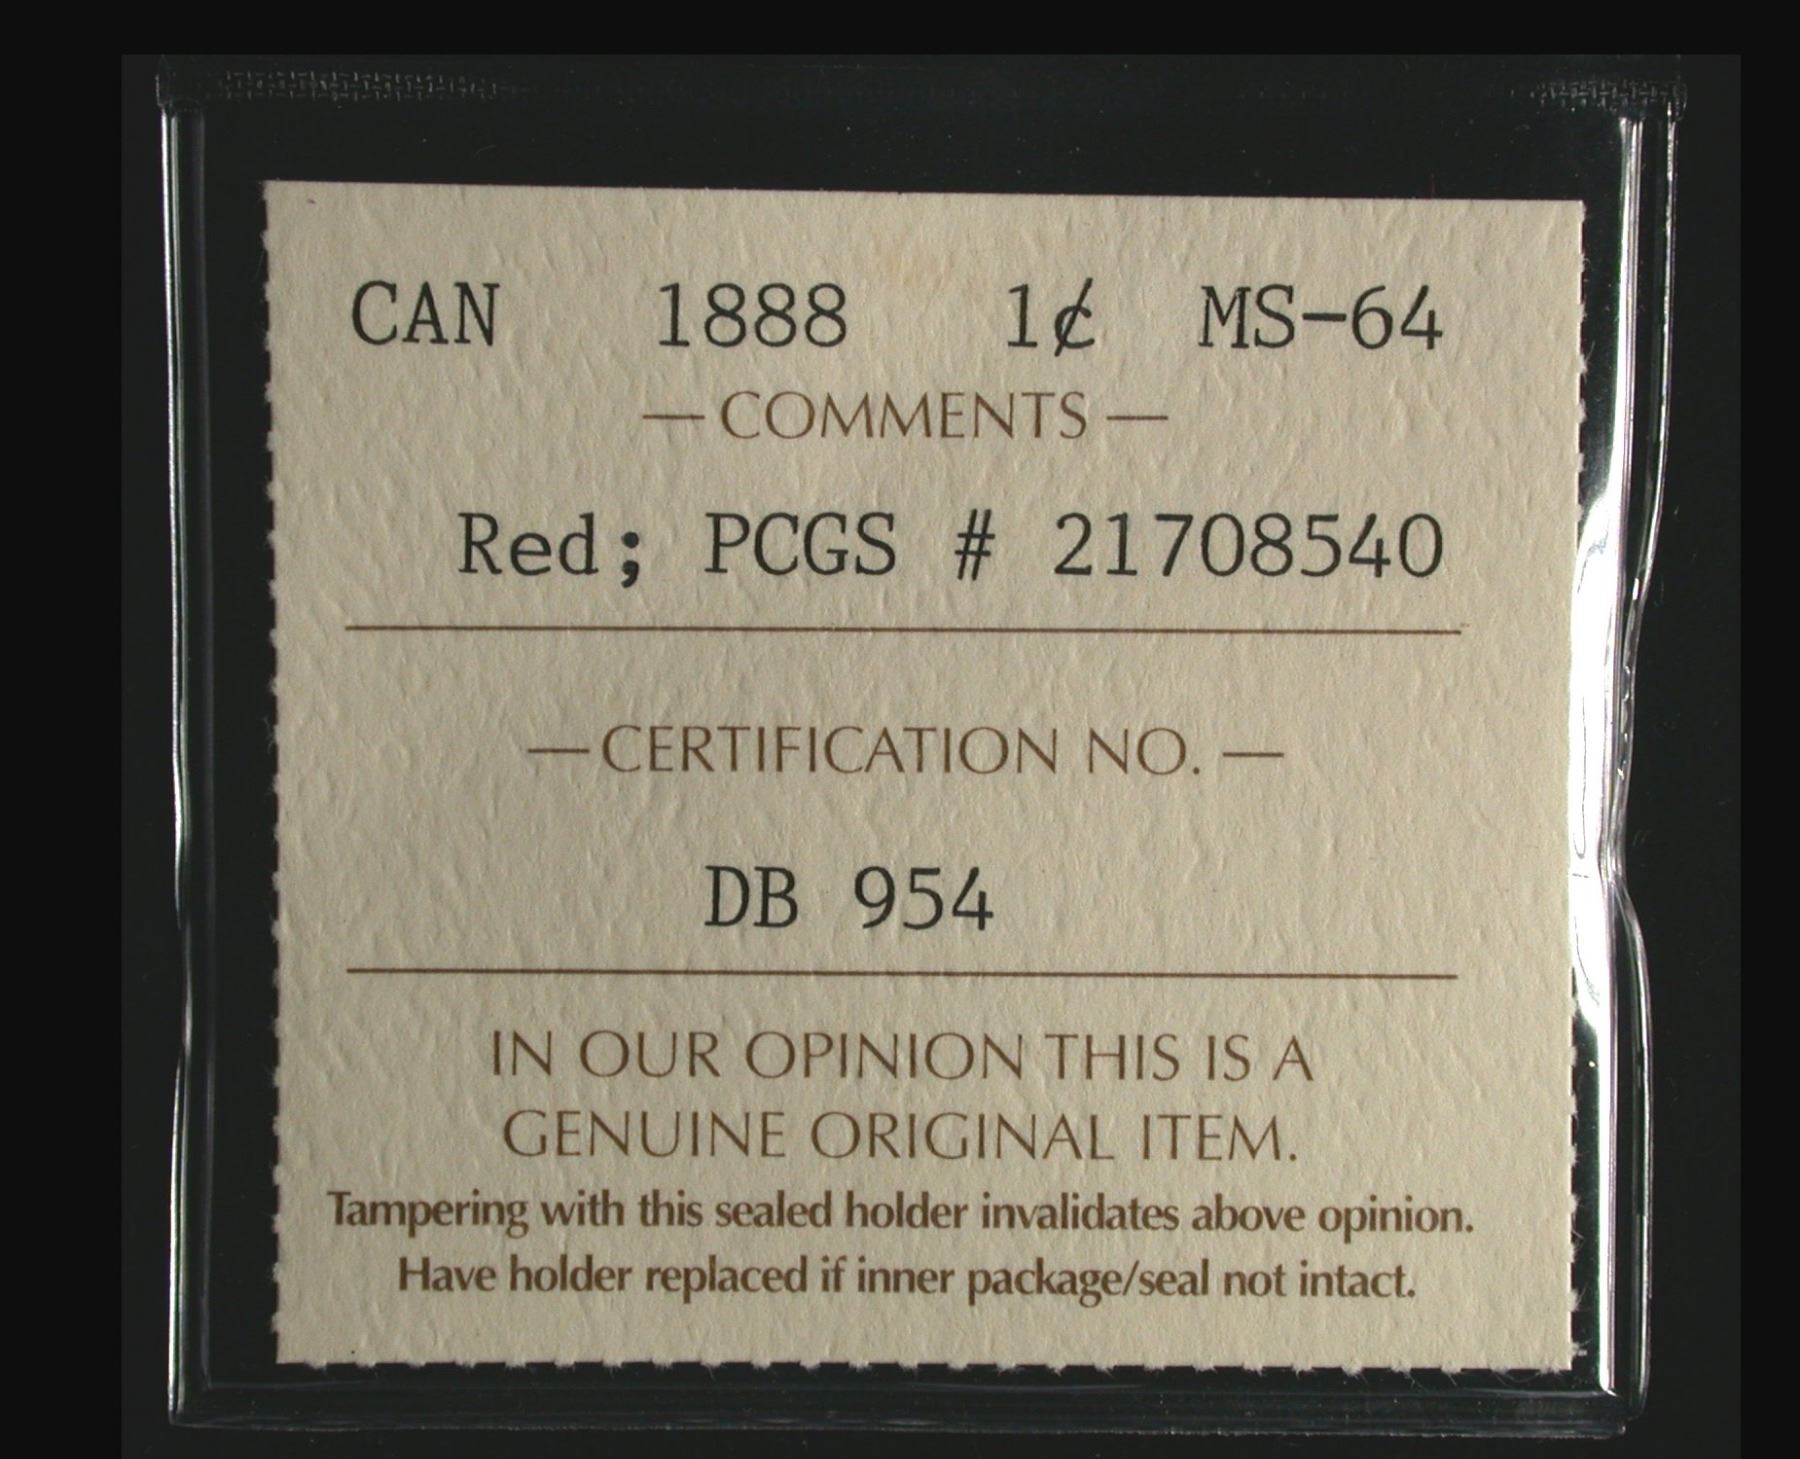 CAN 1888 1¢ MS-64
— COMMENTS —
Red; PCGS # 21708540
— CERTIFICATION NO. —
DB 954
IN OUR OPINION THIS IS A
GENUINE ORIGINAL ITEM.
Tampering with this sealed holder invalidates above opinion.
Have holder replaced if inner package/seal not intact.